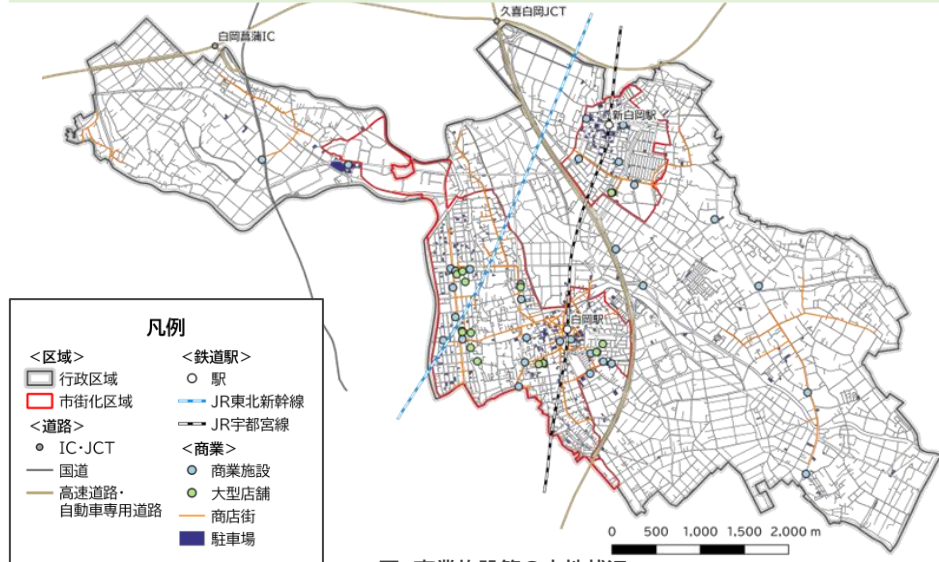 久喜白岡JCT
白岡菖蒲IC
新白岡駅
白岡駅
凡例
<区域>
行政区域
市街化区域
<道路>
IC・JCT
国道
高速道路・
自動車専用道路
<鉄道駅>
駅
JR東北新幹線
JR宇都宮線
<商業>
商業施設
大型店舗
商店街
駐車場
0 500 1,000 1,500 2,000 m